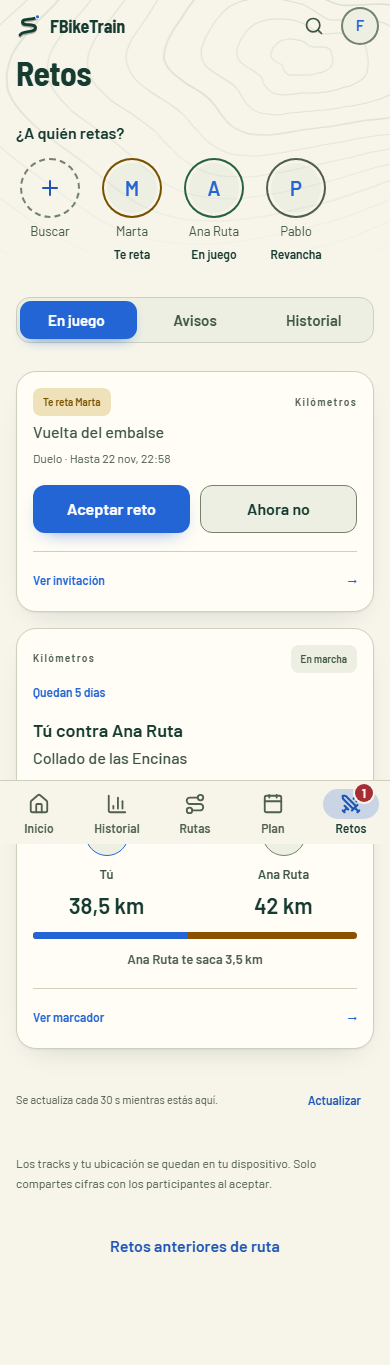 FBikeTrain
F
Retos
¿A quién retas?
M
A
P
Buscar
Marta
Ana Ruta
Pablo
Te reta
En juego
Revancha
En juego
Avisos
Historial
Te reta Marta
Kilómetros
Vuelta del embalse
Duelo · Hasta 22 nov, 22:58
Aceptar reto
Ahora no
Ver invitación →
Kilómetros
En marcha
Quedan 5 días
Tú contra Ana Ruta
Collado de las Encinas
1
Inicio
Historial
Rutas
Plan
Retos
Tú
Ana Ruta
38,5 km
42 km
Ana Ruta te saca 3,5 km
Ver marcador →
Se actualiza cada 30 s mientras estás aquí.
Actualizar
Los tracks y tu ubicación se quedan en tu dispositivo. Solo
compartes cifras con los participantes al aceptar.
Retos anteriores de ruta